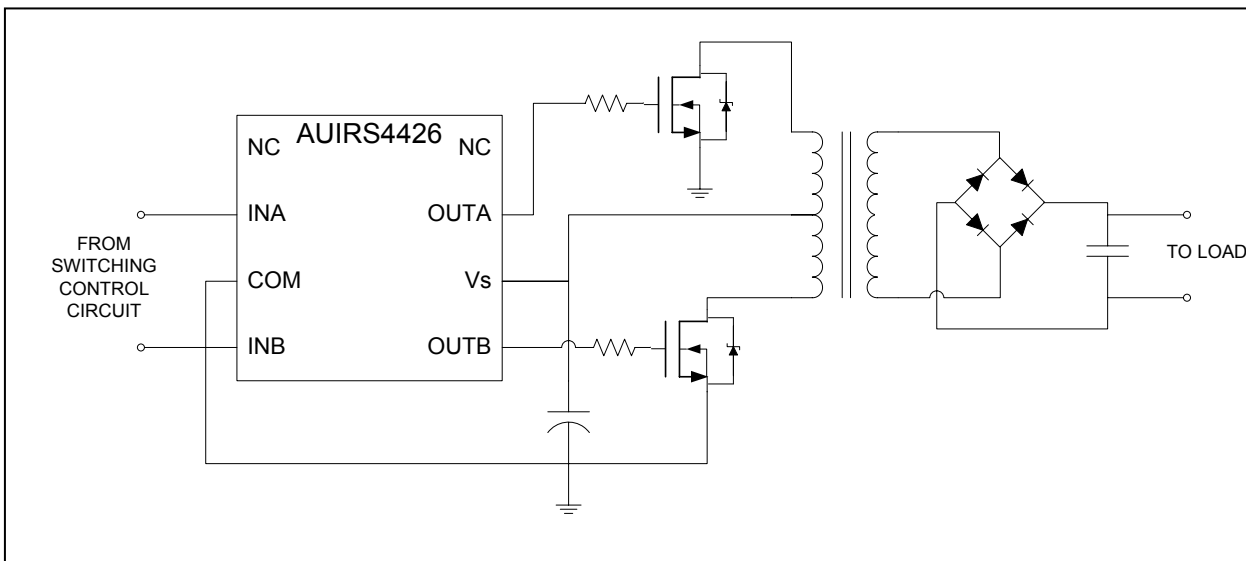 AUIRS4426
NC
NC
INA
OUTA
FROM
SWITCHING
CONTROL
CIRCUIT
COM
Vs
TO LOAD
INB
OUTB